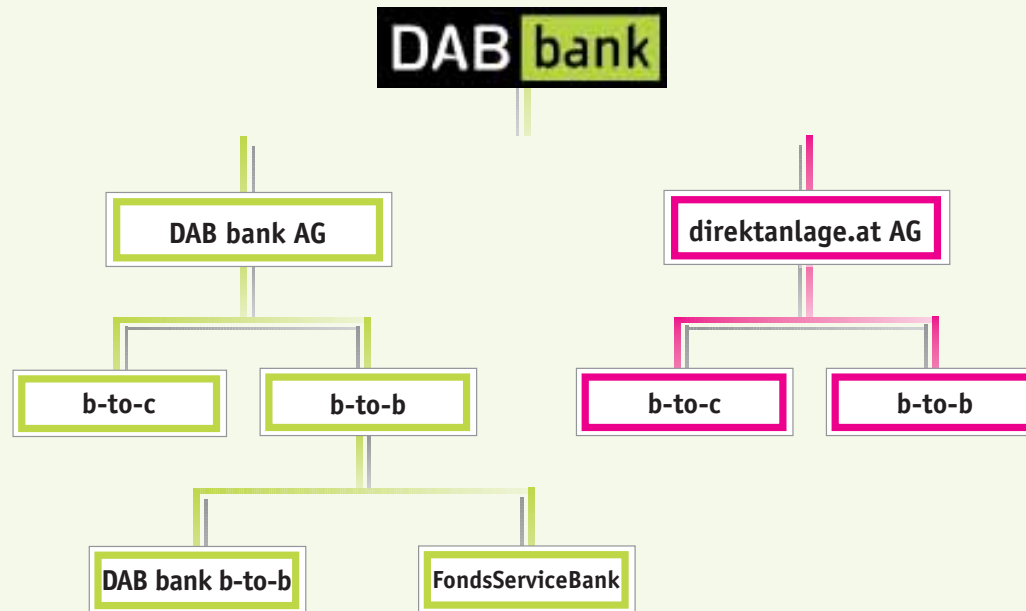 DAB bank
DAB bank AG
direktanlage.at AG
b-to-c
b-to-b
b-to-c
b-to-b
DAB bank b-to-b
FondsServiceBank